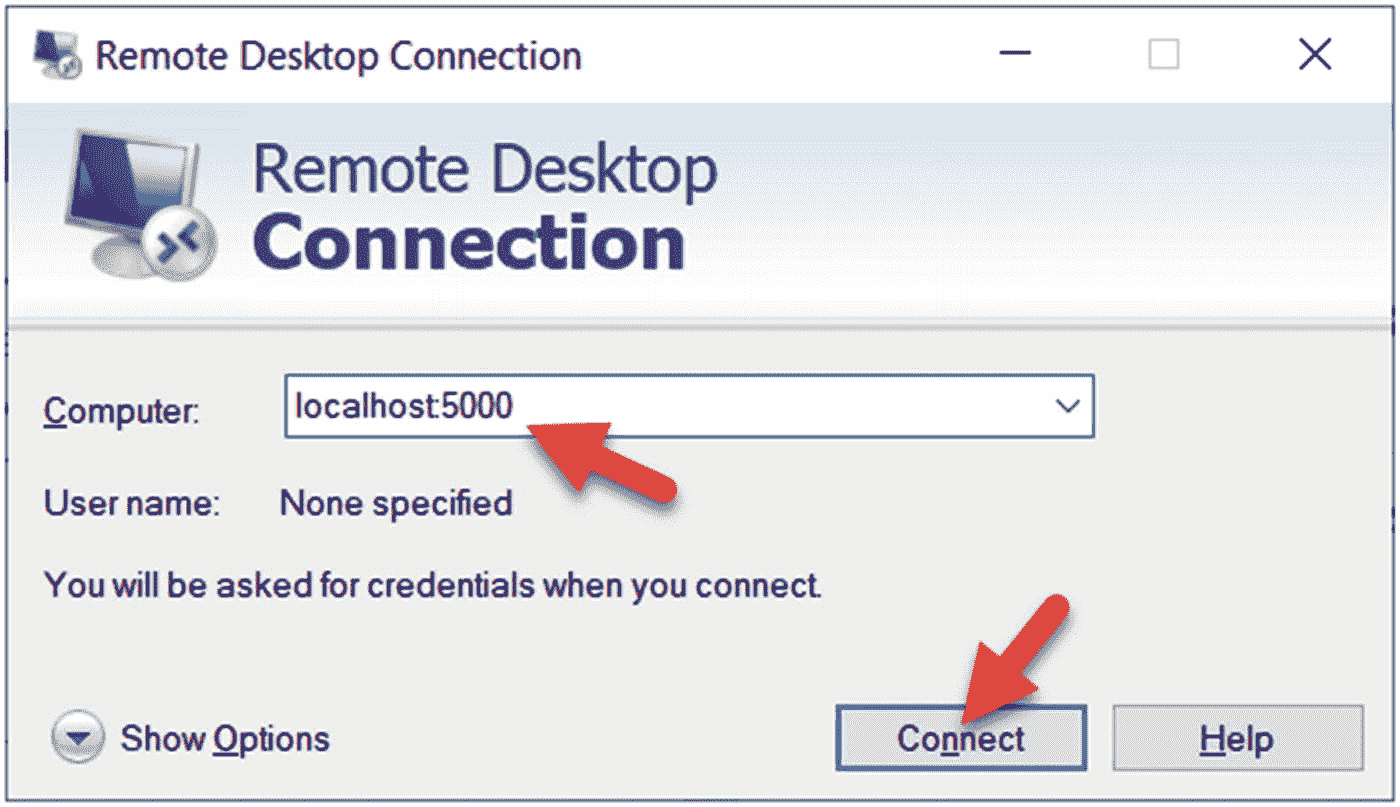 Remote Desktop Connection
Remote Desktop
Connection
Computer: localhost:5000
User name: None specified
You will be asked for credentials when you connect.
Show Options Connect Help